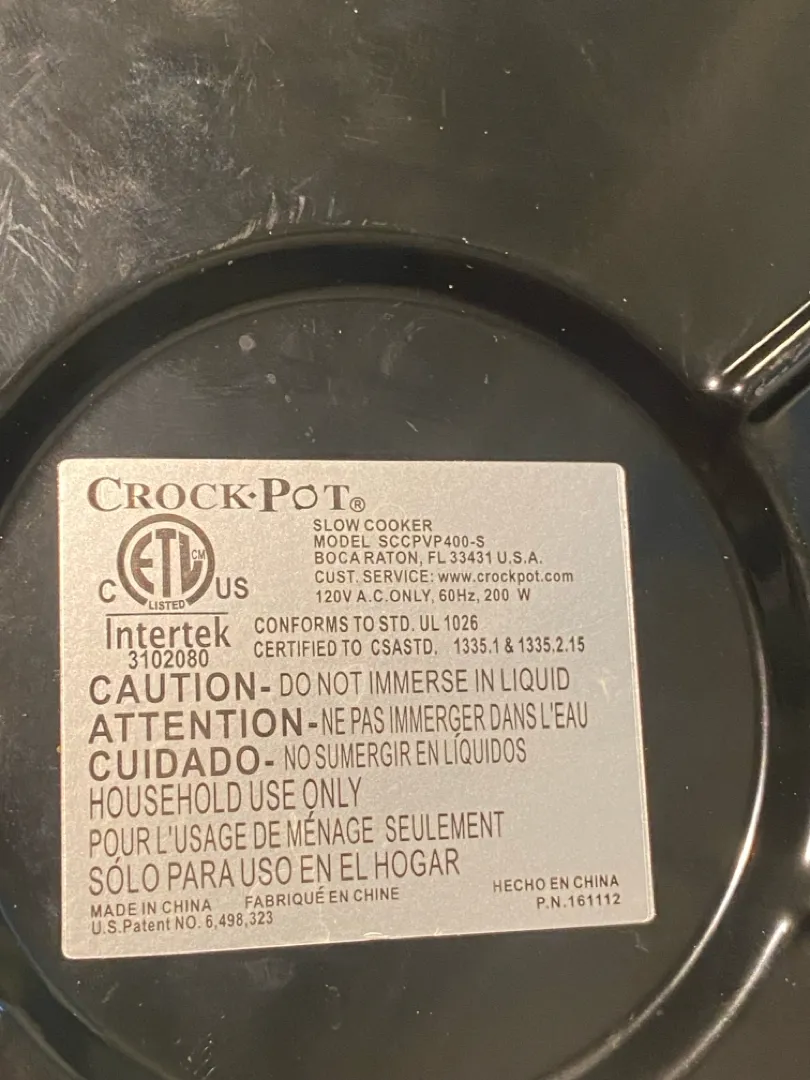 CROCK·POT®
SLOW COOKER
MODEL SCCPVP400-S
BOCA RATON, FL 33431 U.S.A.
CUST. SERVICE: www.crockpot.com
120V A.C.ONLY, 60Hz, 200 W
C ETL CM US
LISTED
Intertek
3102080
CONFORMS TO STD. UL 1026
CERTIFIED TO CSASTD. 1335.1 & 1335.2.15
CAUTION- DO NOT IMMERSE IN LIQUID
ATTENTION-NE PAS IMMERGER DANS L'EAU
CUIDADO- NO SUMERGIR EN LÍQUIDOS
HOUSEHOLD USE ONLY
POUR L'USAGE DE MÉNAGE SEULEMENT
SÓLO PARA USO EN EL HOGAR
MADE IN CHINA FABRIQUÉ EN CHINE HECHO EN CHINA
U.S.Patent NO. 6,498,323 P.N.161112